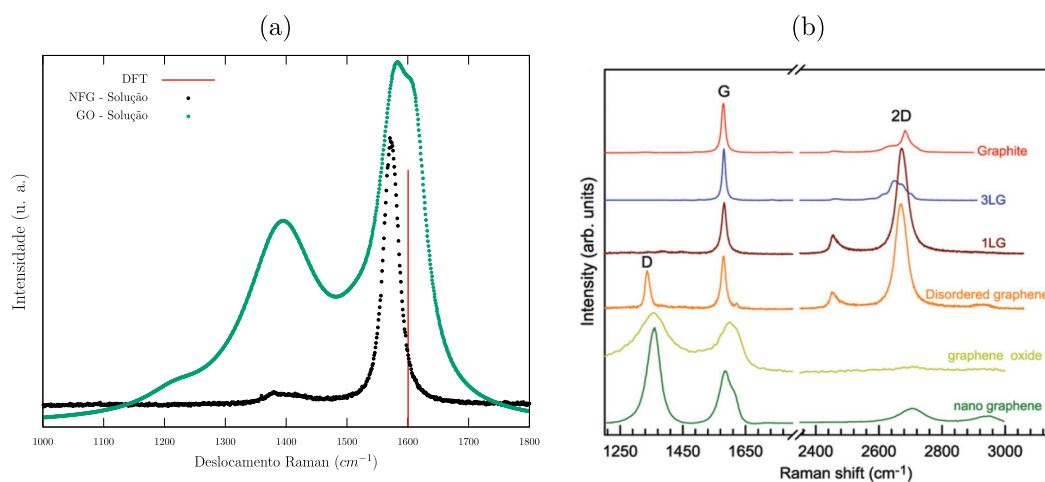 (a)
DFT
NFG - Solução
GO - Solução
Intensidade (u. a.)
1000 1100 1200 1300 1400 1500 1600 1700 1800
Deslocamento Raman (cm⁻¹)
(b)
G
2D
D
Graphite
3LG
1LG
Disordered graphene
graphene oxide
nano graphene
Intensity (arb. units)
1250 1450 1650 2400 2600 2800 3000
Raman shift (cm⁻¹)